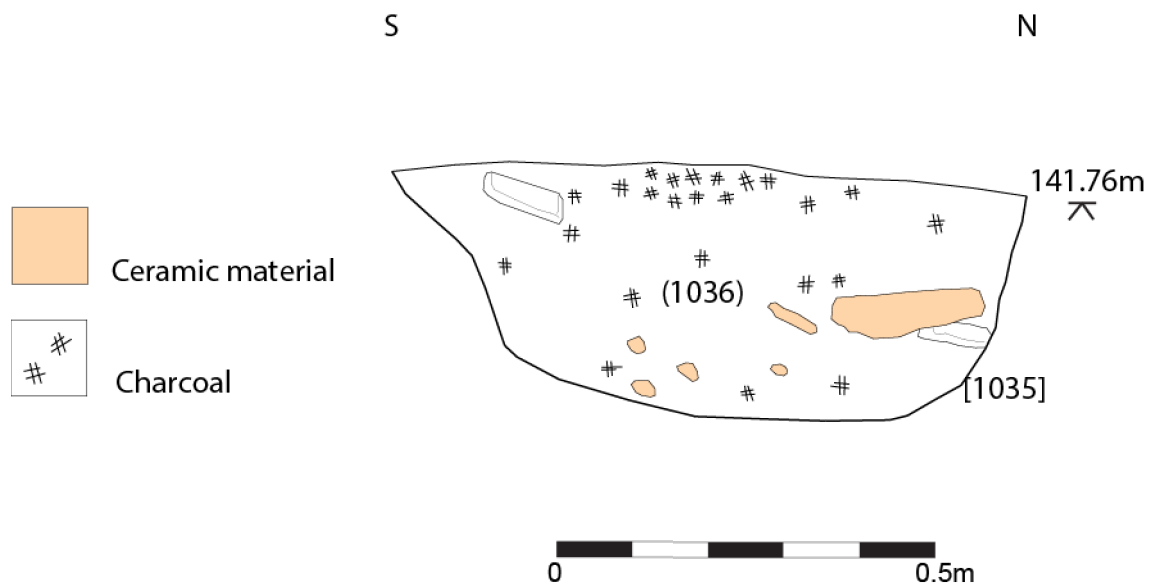 S
N
141.76m
Ceramic material
(1036)
Charcoal
[1035]
0
0.5m